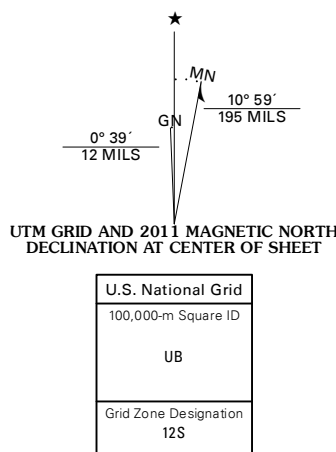 ★
MN
GN
10° 59´
195 MILS
0° 39´
12 MILS
UTM GRID AND 2011 MAGNETIC NORTH
DECLINATION AT CENTER OF SHEET
U.S. National Grid
100,000-m Square ID
UB
Grid Zone Designation
12S